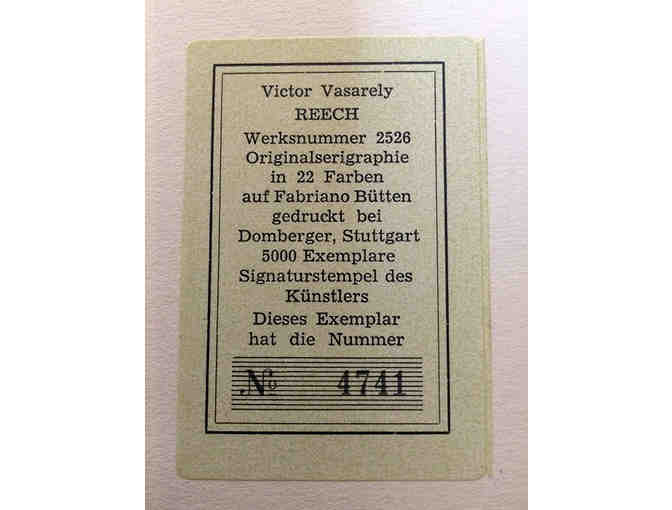 Victor Vasarely
REECH
Werksnummer 2526
Originalserigraphie
in 22 Farben
auf Fabriano Bütten
gedruckt bei
Domberger, Stuttgart
5000 Exemplare
Signaturstempel des
Künstlers
Dieses Exemplar
hat die Nummer
No 4741